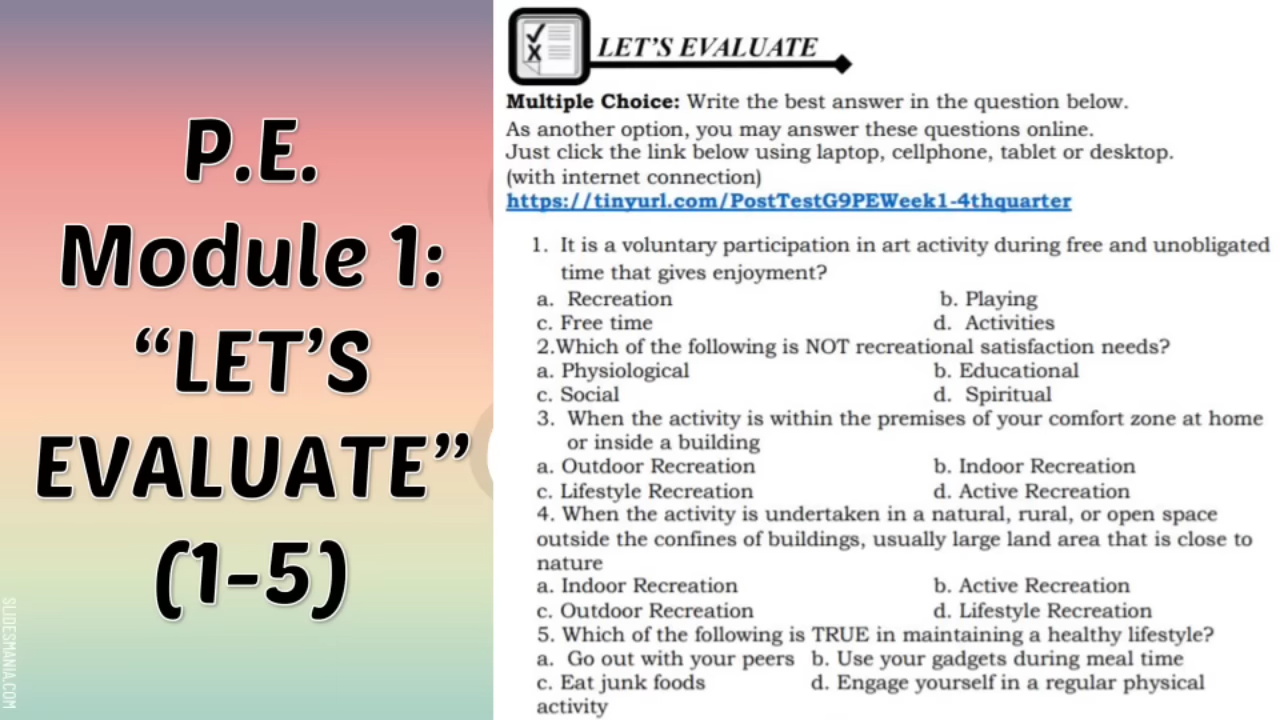 P.E.
Module 1:
“LET’S
EVALUATE”
(1-5)
SLIDESMANIA.COM
LET’S EVALUATE
Multiple Choice: Write the best answer in the question below.
As another option, you may answer these questions online.
Just click the link below using laptop, cellphone, tablet or desktop.
(with internet connection)
https://tinyurl.com/PostTestG9PEWeek1-4thquarter
1. It is a voluntary participation in art activity during free and unobligated
time that gives enjoyment?
a. Recreation b. Playing
c. Free time d. Activities
2.Which of the following is NOT recreational satisfaction needs?
a. Physiological b. Educational
c. Social d. Spiritual
3. When the activity is within the premises of your comfort zone at home
or inside a building
a. Outdoor Recreation b. Indoor Recreation
c. Lifestyle Recreation d. Active Recreation
4. When the activity is undertaken in a natural, rural, or open space
outside the confines of buildings, usually large land area that is close to
nature
a. Indoor Recreation b. Active Recreation
c. Outdoor Recreation d. Lifestyle Recreation
5. Which of the following is TRUE in maintaining a healthy lifestyle?
a. Go out with your peers b. Use your gadgets during meal time
c. Eat junk foods d. Engage yourself in a regular physical
activity